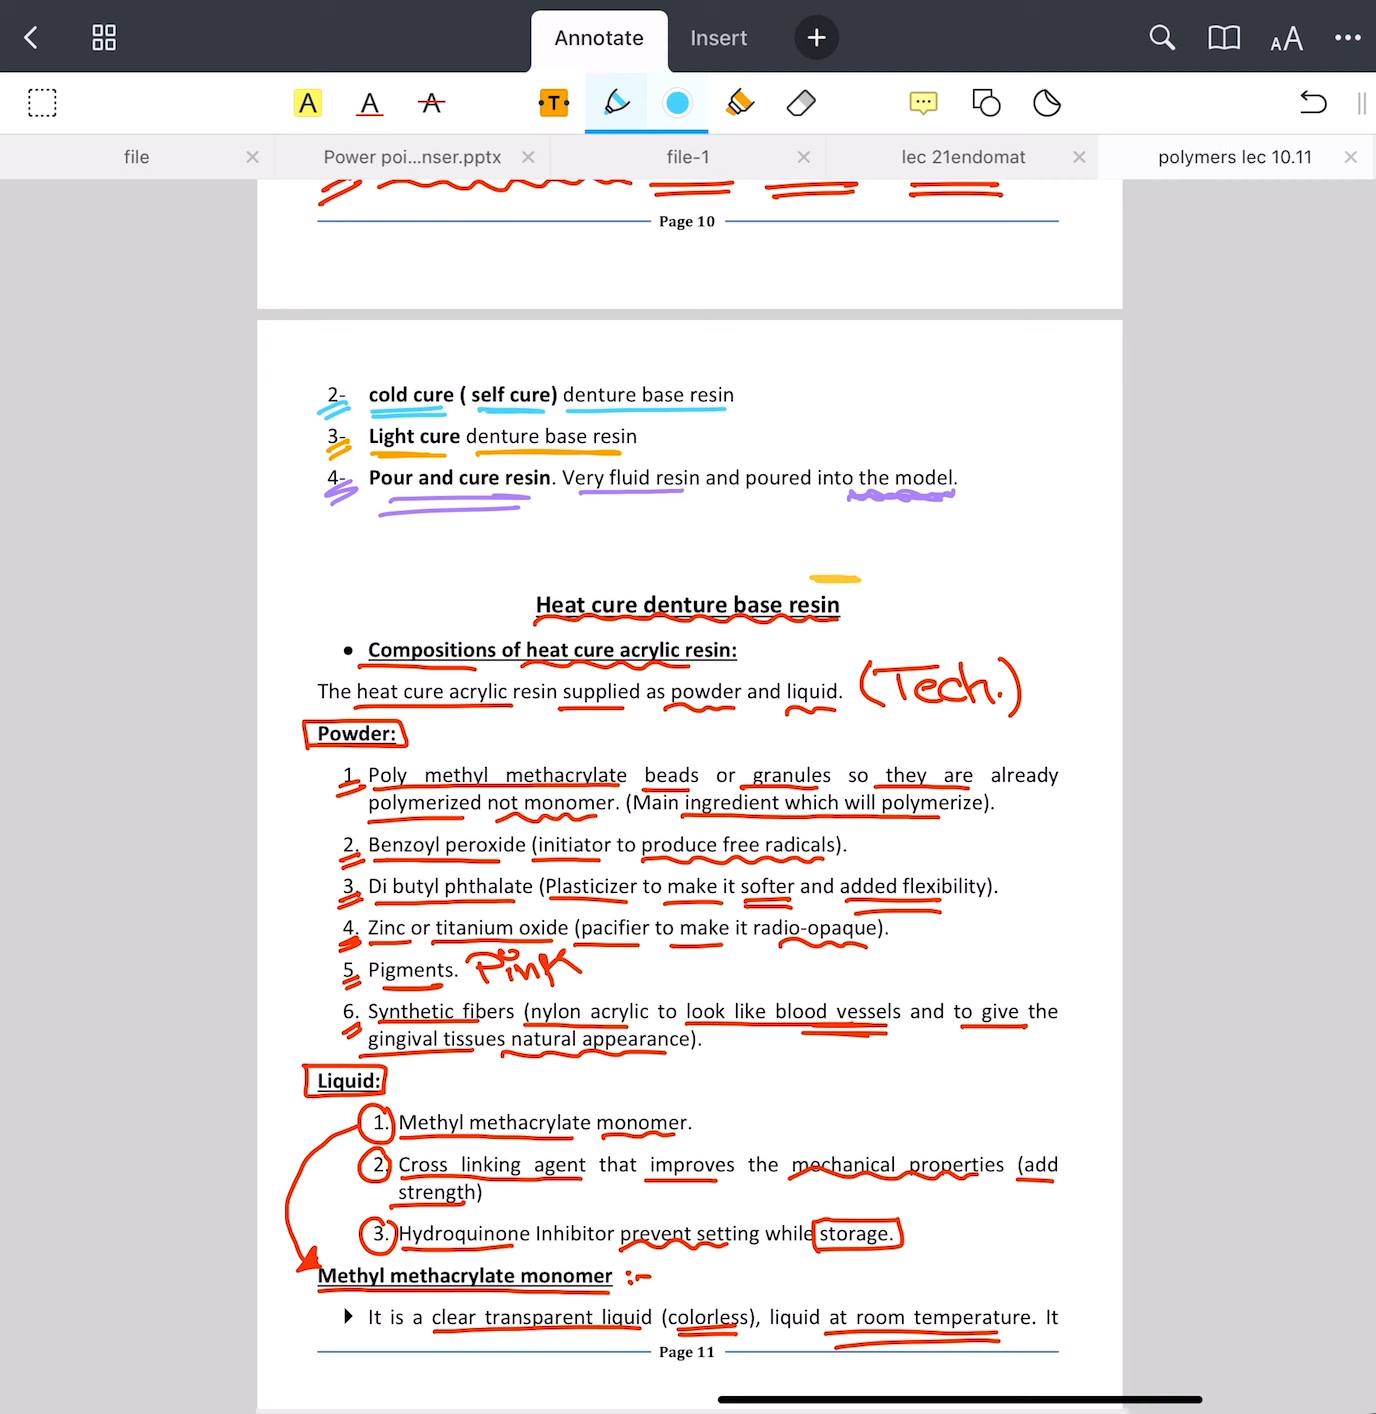 Annotate Insert +
A A A T
AA
file Power poi...nser.pptx file-1 lec 21endomat polymers lec 10.11
Page 10
2- cold cure ( self cure) denture base resin
3- Light cure denture base resin
4- Pour and cure resin. Very fluid resin and poured into the model.
Heat cure denture base resin
• Compositions of heat cure acrylic resin:
The heat cure acrylic resin supplied as powder and liquid. (Tech.)
Powder:
1. Poly methyl methacrylate beads or granules so they are already
polymerized not monomer. (Main ingredient which will polymerize).
2. Benzoyl peroxide (initiator to produce free radicals).
3. Di butyl phthalate (Plasticizer to make it softer and added flexibility).
4. Zinc or titanium oxide (pacifier to make it radio-opaque).
5. Pigments. Pink
6. Synthetic fibers (nylon acrylic to look like blood vessels and to give the
gingival tissues natural appearance).
Liquid:
1. Methyl methacrylate monomer.
2. Cross linking agent that improves the mechanical properties (add
strength)
3. Hydroquinone Inhibitor prevent setting while storage.
Methyl methacrylate monomer :-
It is a clear transparent liquid (colorless), liquid at room temperature. It
Page 11